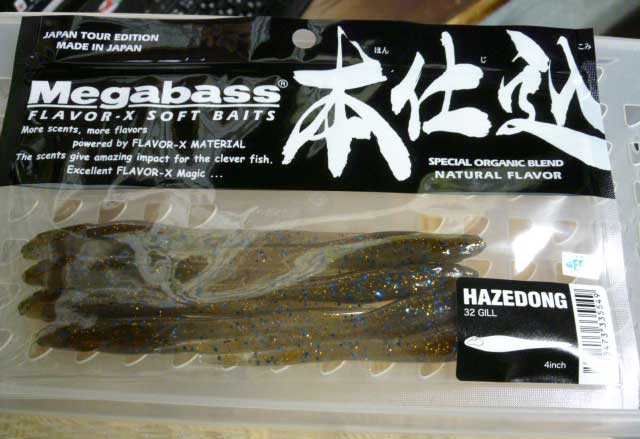 JAPAN TOUR EDITION
MADE IN JAPAN
Megabass®
FLAVOR-X SOFT BAITS
More scents, more flavors
powered by FLAVOR-X MATERIAL
The scents give amazing impact for the clever fish.
Excellent FLAVOR-X Magic ...
ほん じ こみ
本仕込
SPECIAL ORGANIC BLEND
NATURAL FLAVOR
HAZEDONG
32 GILL
4inch